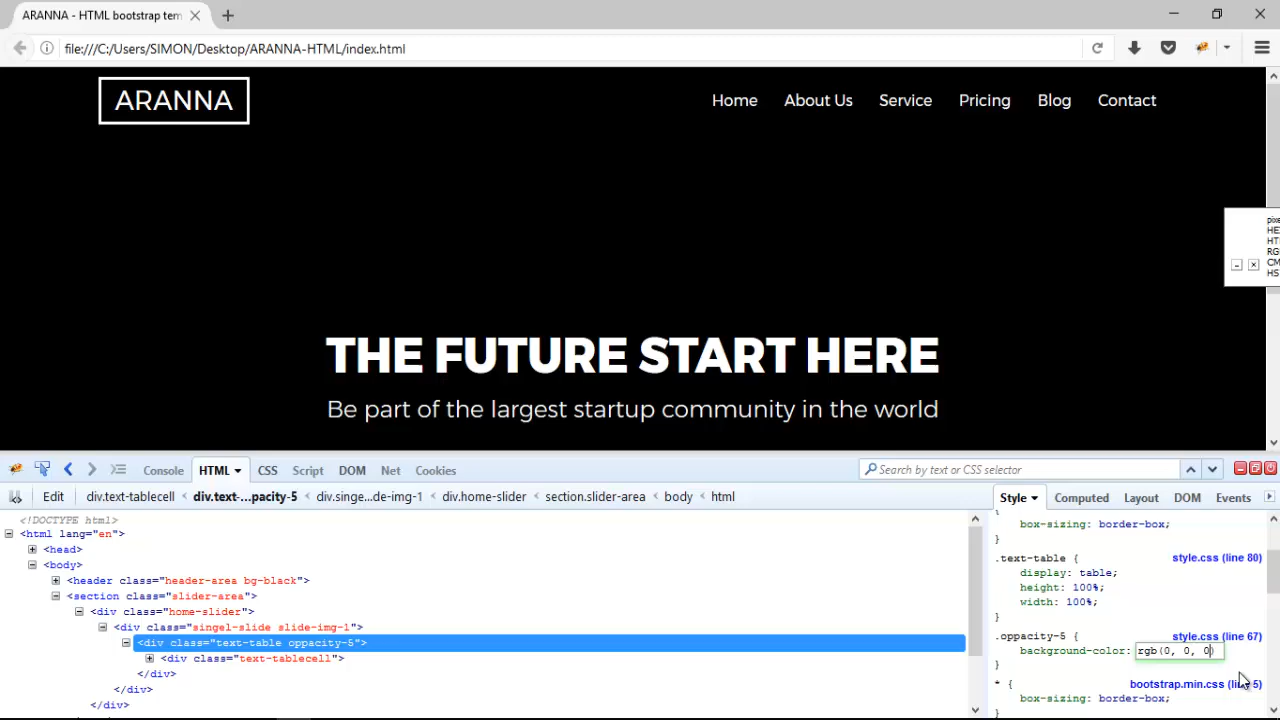 ARANNA - HTML bootstrap tem
file:///C:/Users/SIMON/Desktop/ARANNA-HTML/index.html
ARANNA
Home About Us Service Pricing Blog Contact
pixe
HE
HT
RG
CM
HS
THE FUTURE START HERE
Be part of the largest startup community in the world
Console HTML CSS Script DOM Net Cookies
Search by text or CSS selector
Edit div.text-tablecell < div.text-...pacity-5 < div.singe...de-img-1 < div.home-slider < section.slider-area < body < html
Style Computed Layout DOM Events
<!DOCTYPE html>
<html lang="en">
<head>
<body>
<header class="header-area bg-black">
<section class="slider-area">
<div class="home-slider">
<div class="singel-slide slide-img-1">
<div class="text-table oppacity-5">
<div class="text-tablecell">
</div>
</div>
</div>
box-sizing: border-box;
}
.text-table { style.css (line 80)
display: table;
height: 100%;
width: 100%;
}
.oppacity-5 { style.css (line 67)
background-color: rgb(0, 0, 0)
}
* { bootstrap.min.css (line 5)
box-sizing: border-box;
}